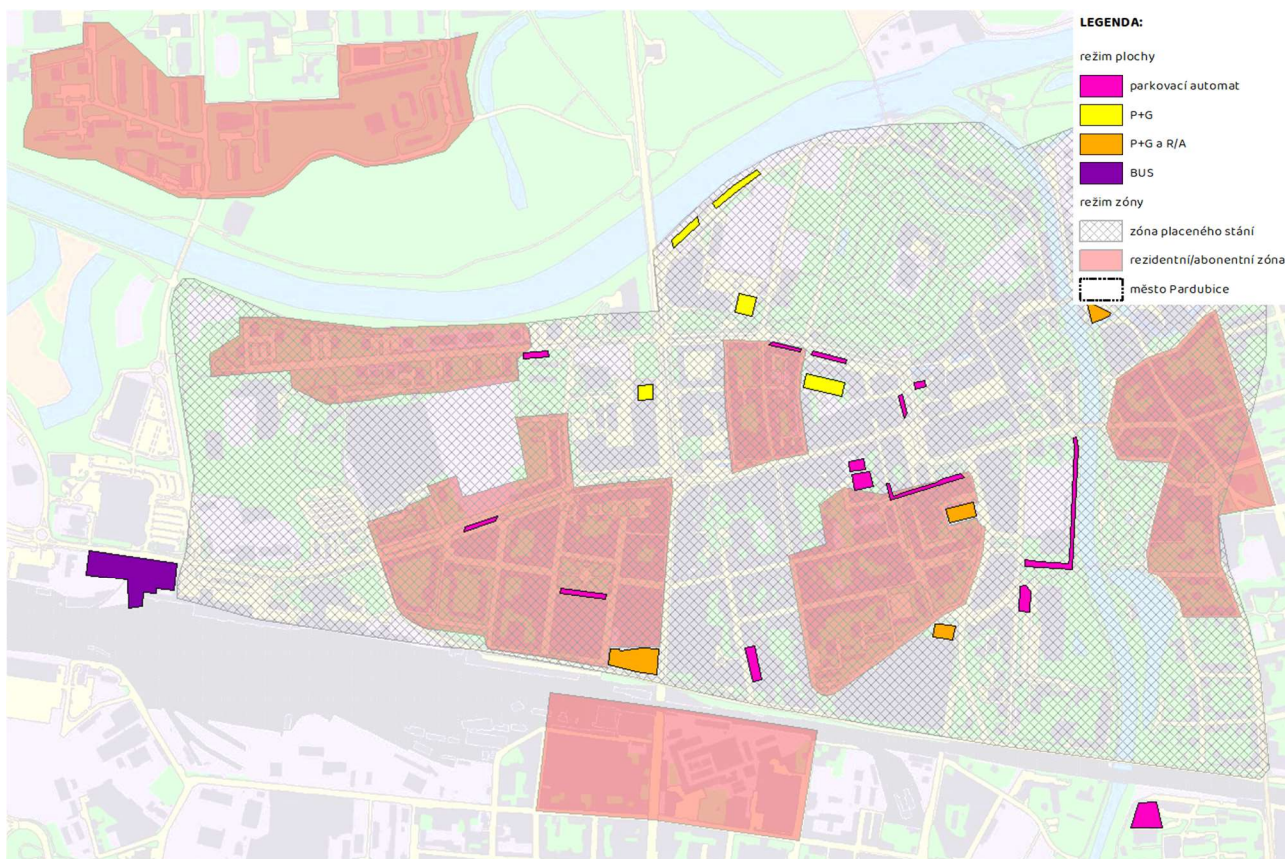 LEGENDA:
režim plochy
parkovací automat
P+G
P+G a R/A
BUS
režim zóny
zóna placeného stání
rezidentní/abonentní zóna
město Pardubice